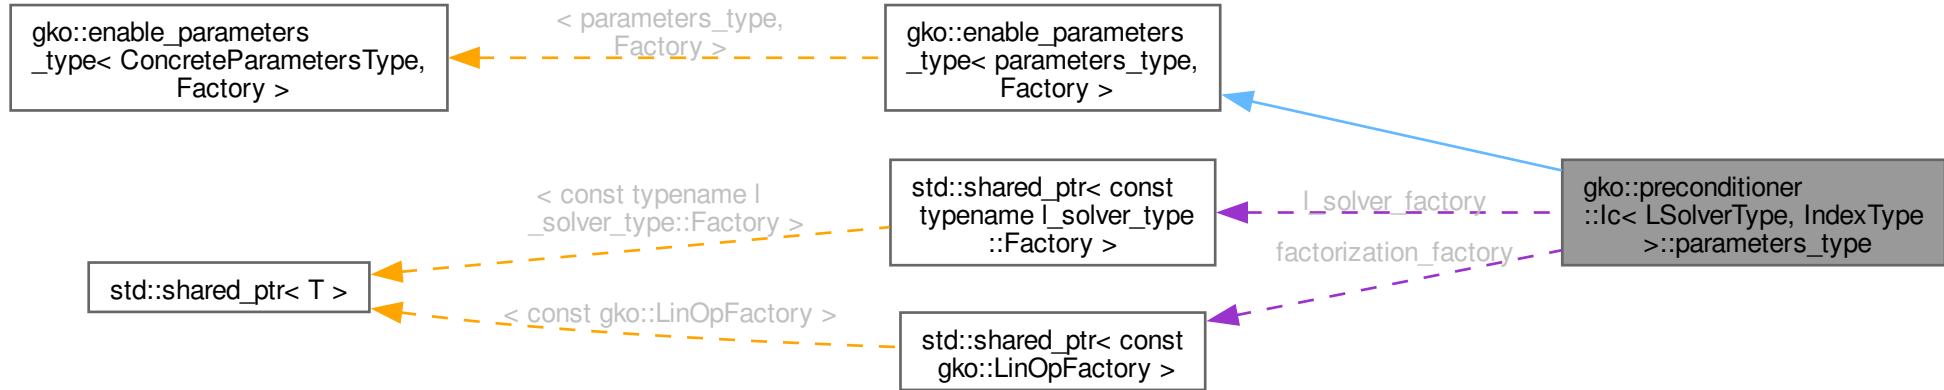 gko::enable_parameters
_type< ConcreteParametersType,
Factory >
< parameters_type,
Factory >
gko::enable_parameters
_type< parameters_type,
Factory >
std::shared_ptr< T >
< const typename l
_solver_type::Factory >
< const gko::LinOpFactory >
std::shared_ptr< const
typename l_solver_type
::Factory >
std::shared_ptr< const
gko::LinOpFactory >
l_solver_factory
factorization_factory
gko::preconditioner
::Ic< LSolverType, IndexType
>::parameters_type